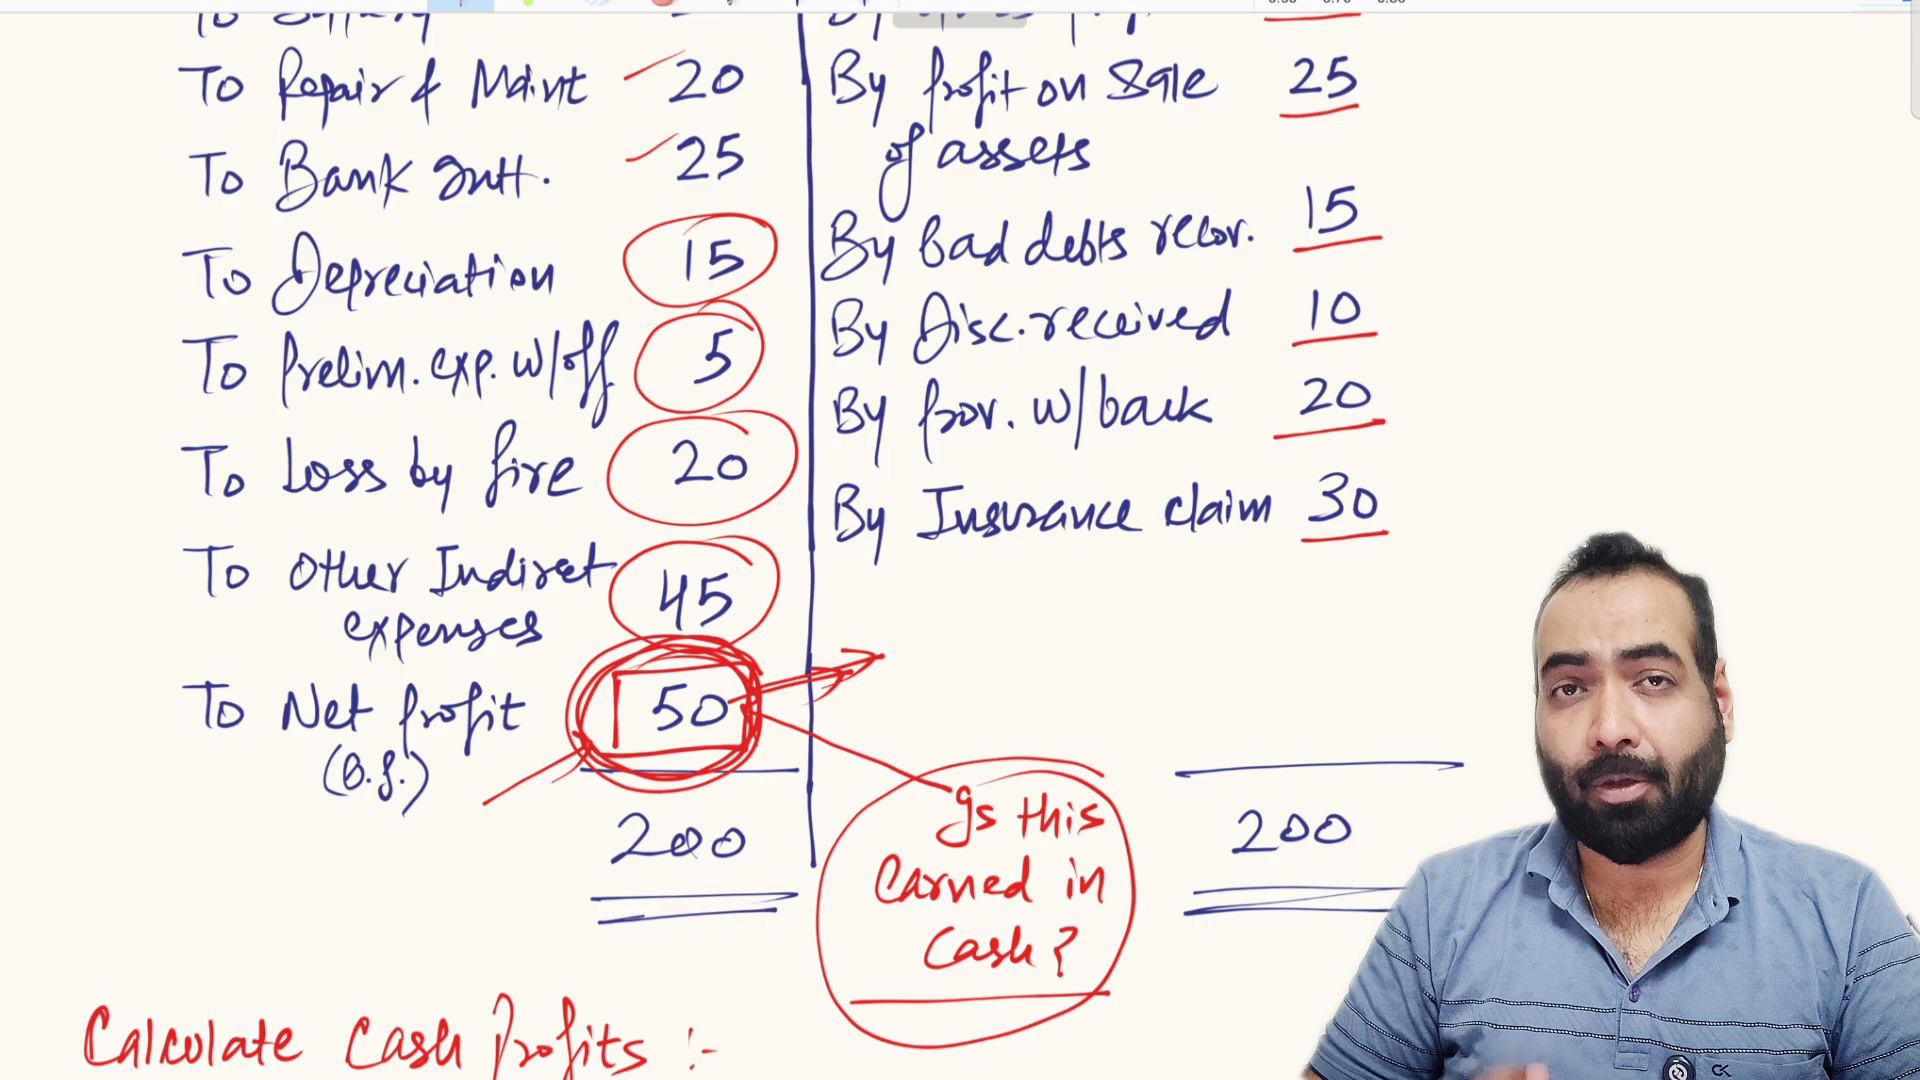 To Repair & Maint 20
To Bank Intt. 25
To Depreciation 15
To Prelim. exp. w/off 5
To Loss by fire 20
To Other Indirect 45
expenses
To Net Profit 50
(B.f.)
200
By Profit on Sale 25
of assets
By Bad debts recov. 15
By Disc. received 10
By Prov. w/back 20
By Insurance claim 30
200
Is this
earned in
Cash?
Calculate Cash Profits :-
CK